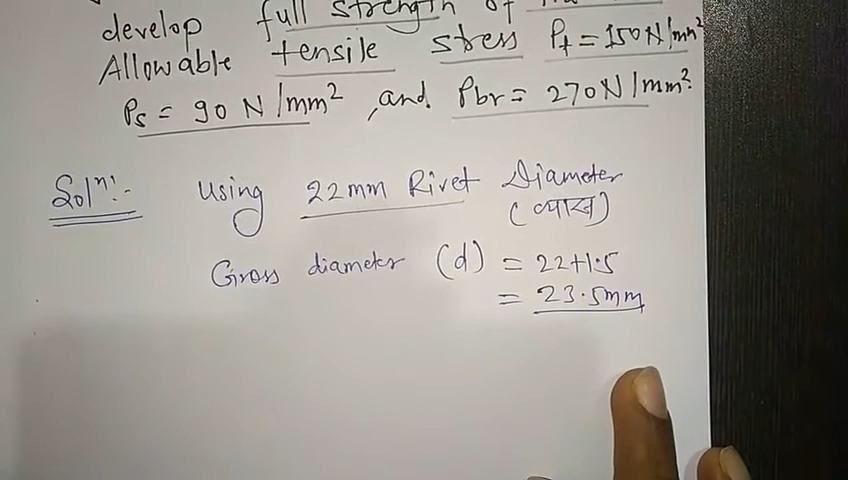 develop full strength of
Allowable tensile stress Pt = 150 N/mm²
Ps = 90 N/mm², and Pbr = 270 N/mm².
Solⁿ:- Using 22mm Rivet Diameter
(व्यास)
Gross diameter (d) = 22+1.5
= 23.5mm